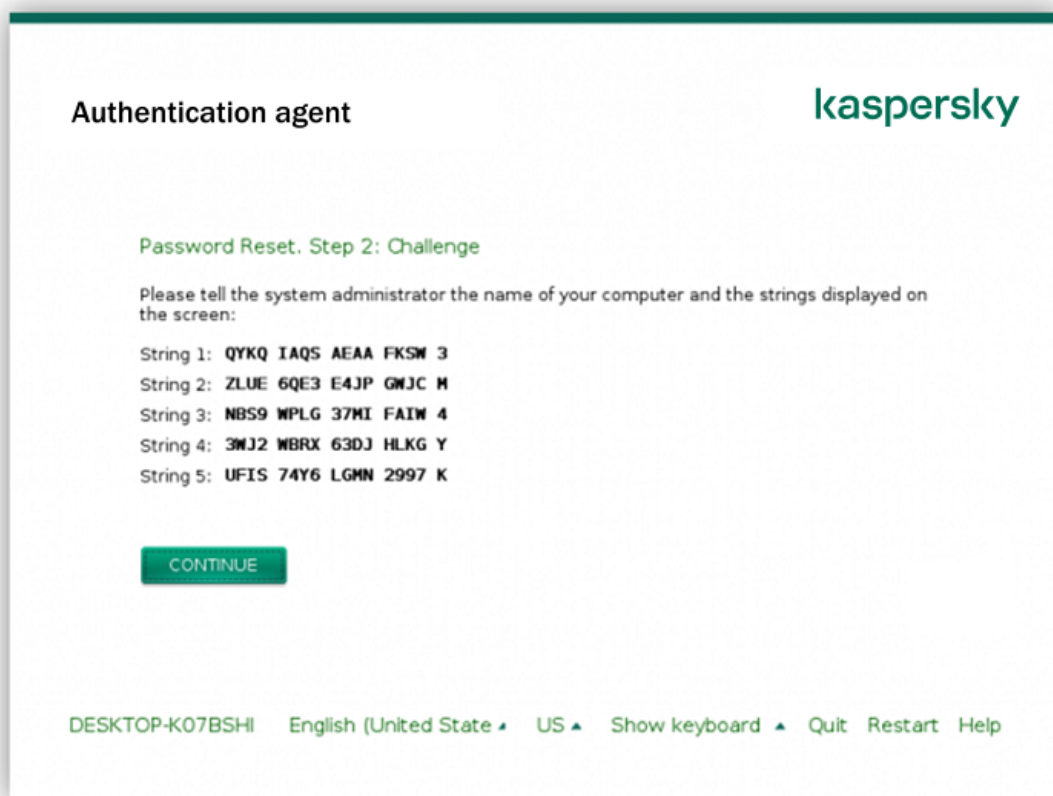 Authentication agent
kaspersky
Password Reset. Step 2: Challenge
Please tell the system administrator the name of your computer and the strings displayed on
the screen:
String 1: QYKQ IAQS AEAA FKSW 3
String 2: ZLUE 6QE3 E4JP GWJC M
String 3: NBS9 WPLG 37MI FAIW 4
String 4: 3WJ2 WBRX 63DJ HLKG Y
String 5: UFIS 74Y6 LGMN 2997 K
CONTINUE
DESKTOP-K07BSHI English (United State US Show keyboard Quit Restart Help